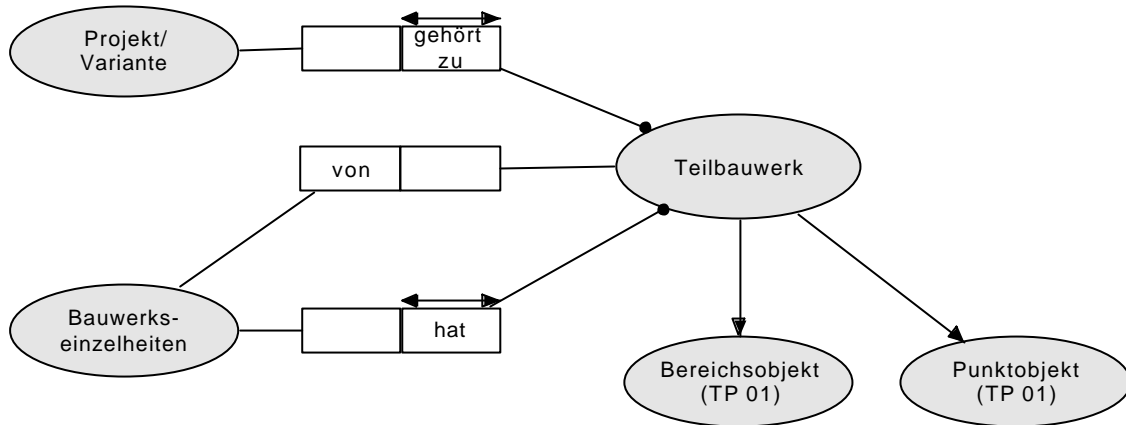 Projekt/
Variante
gehört
zu
von
Teilbauwerk
Bauwerks-
einzelheiten
hat
Bereichsobjekt
(TP 01)
Punktobjekt
(TP 01)